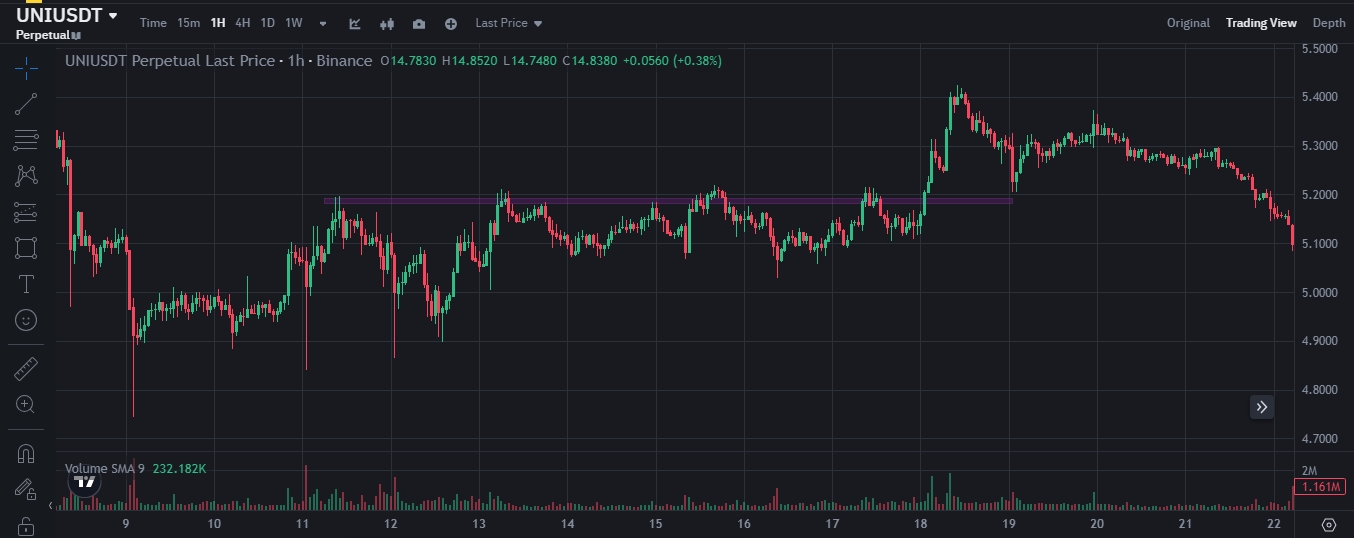 UNIUSDT
Perpetual
Time 15m 1H 4H 1D 1W Last Price Original Trading View Depth
UNIUSDT Perpetual Last Price · 1h · Binance O14.7830 H14.8520 L14.7480 C14.8380 +0.0560 (+0.38%)
5.5000
5.4000
5.3000
5.2000
5.1000
5.0000
4.9000
4.8000
4.7000
Volume SMA 9 232.182K
2M
1.161M
9 10 11 12 13 14 15 16 17 18 19 20 21 22